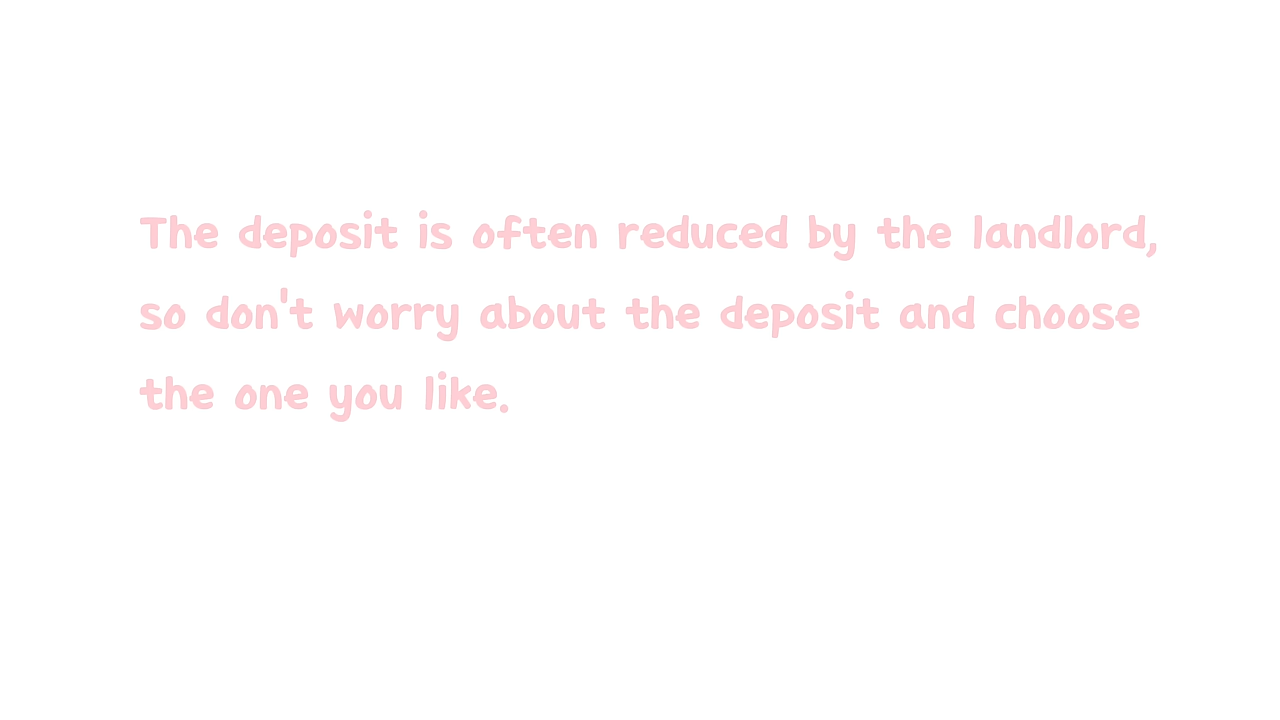 The deposit is often reduced by the landlord,
so don't worry about the deposit and choose
the one you like.